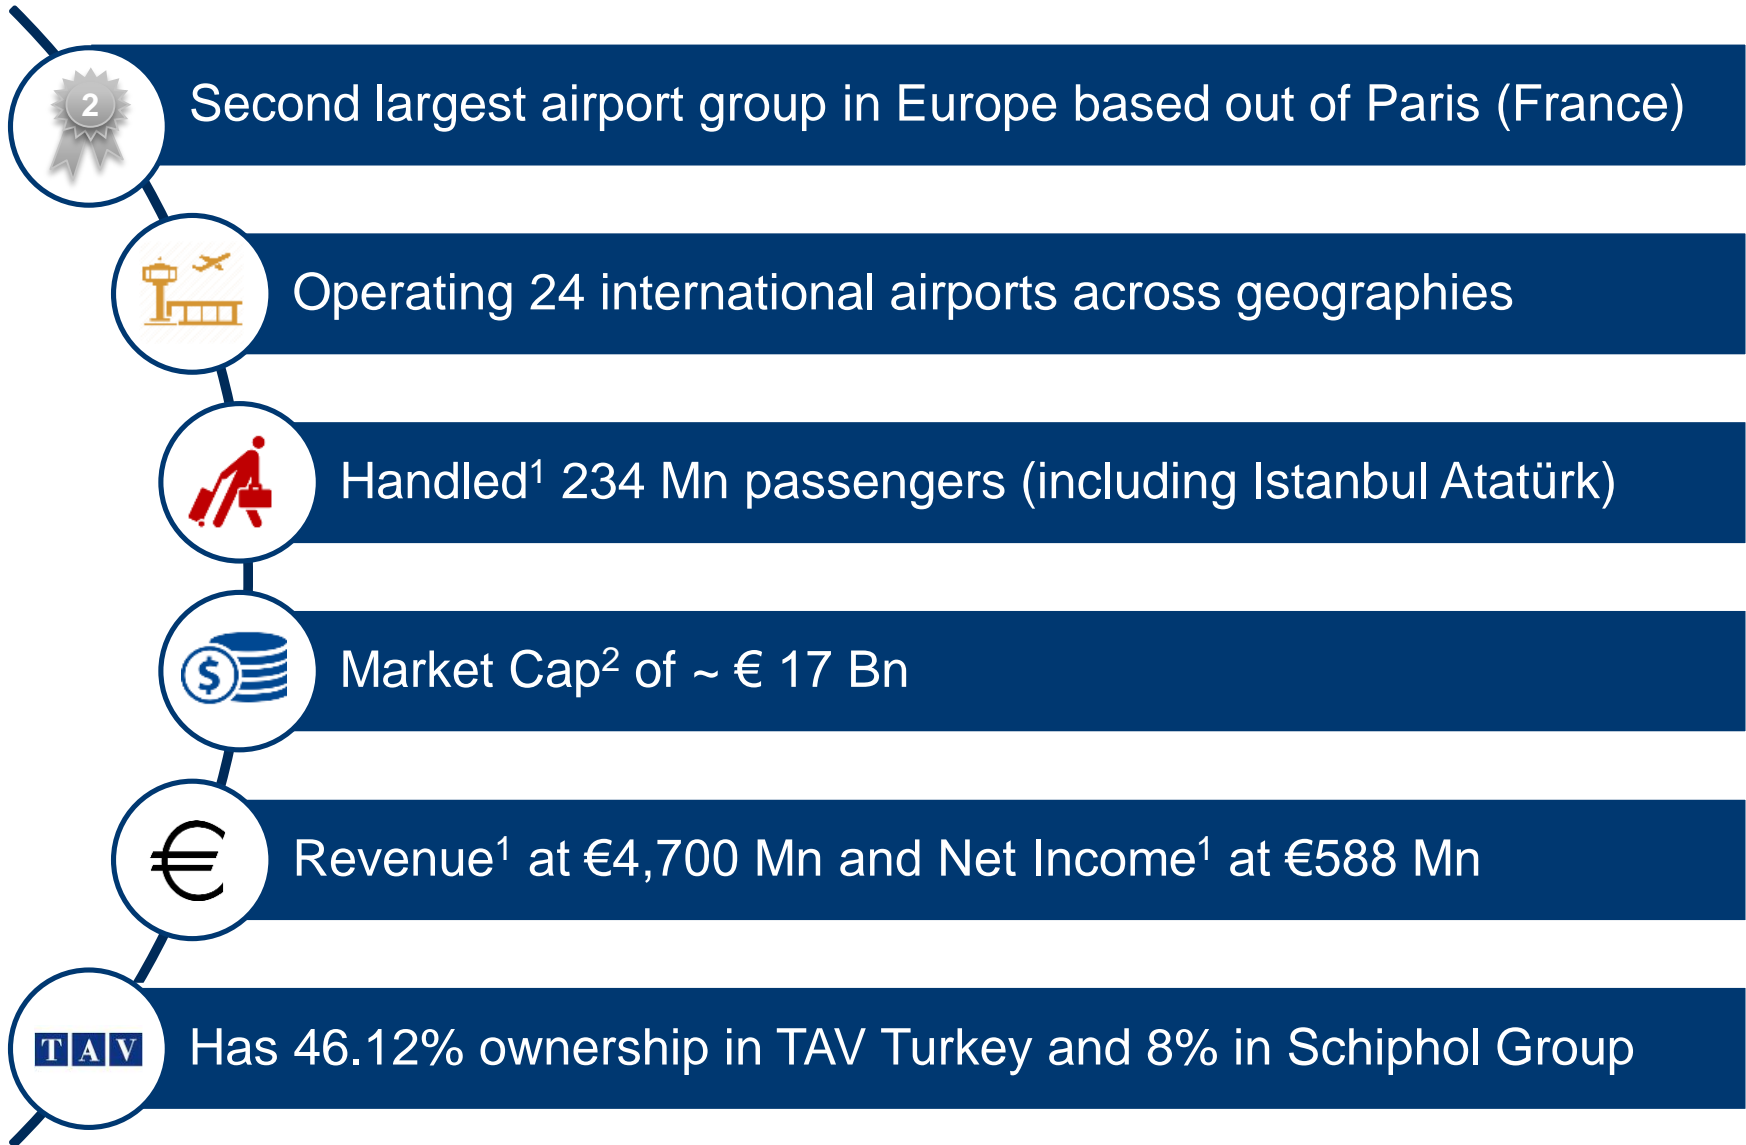 2
Second largest airport group in Europe based out of Paris (France)
Operating 24 international airports across geographies
Handled¹ 234 Mn passengers (including Istanbul Atatürk)
$
Market Cap² of ~ € 17 Bn
€
Revenue¹ at €4,700 Mn and Net Income¹ at €588 Mn
TAV
Has 46.12% ownership in TAV Turkey and 8% in Schiphol Group